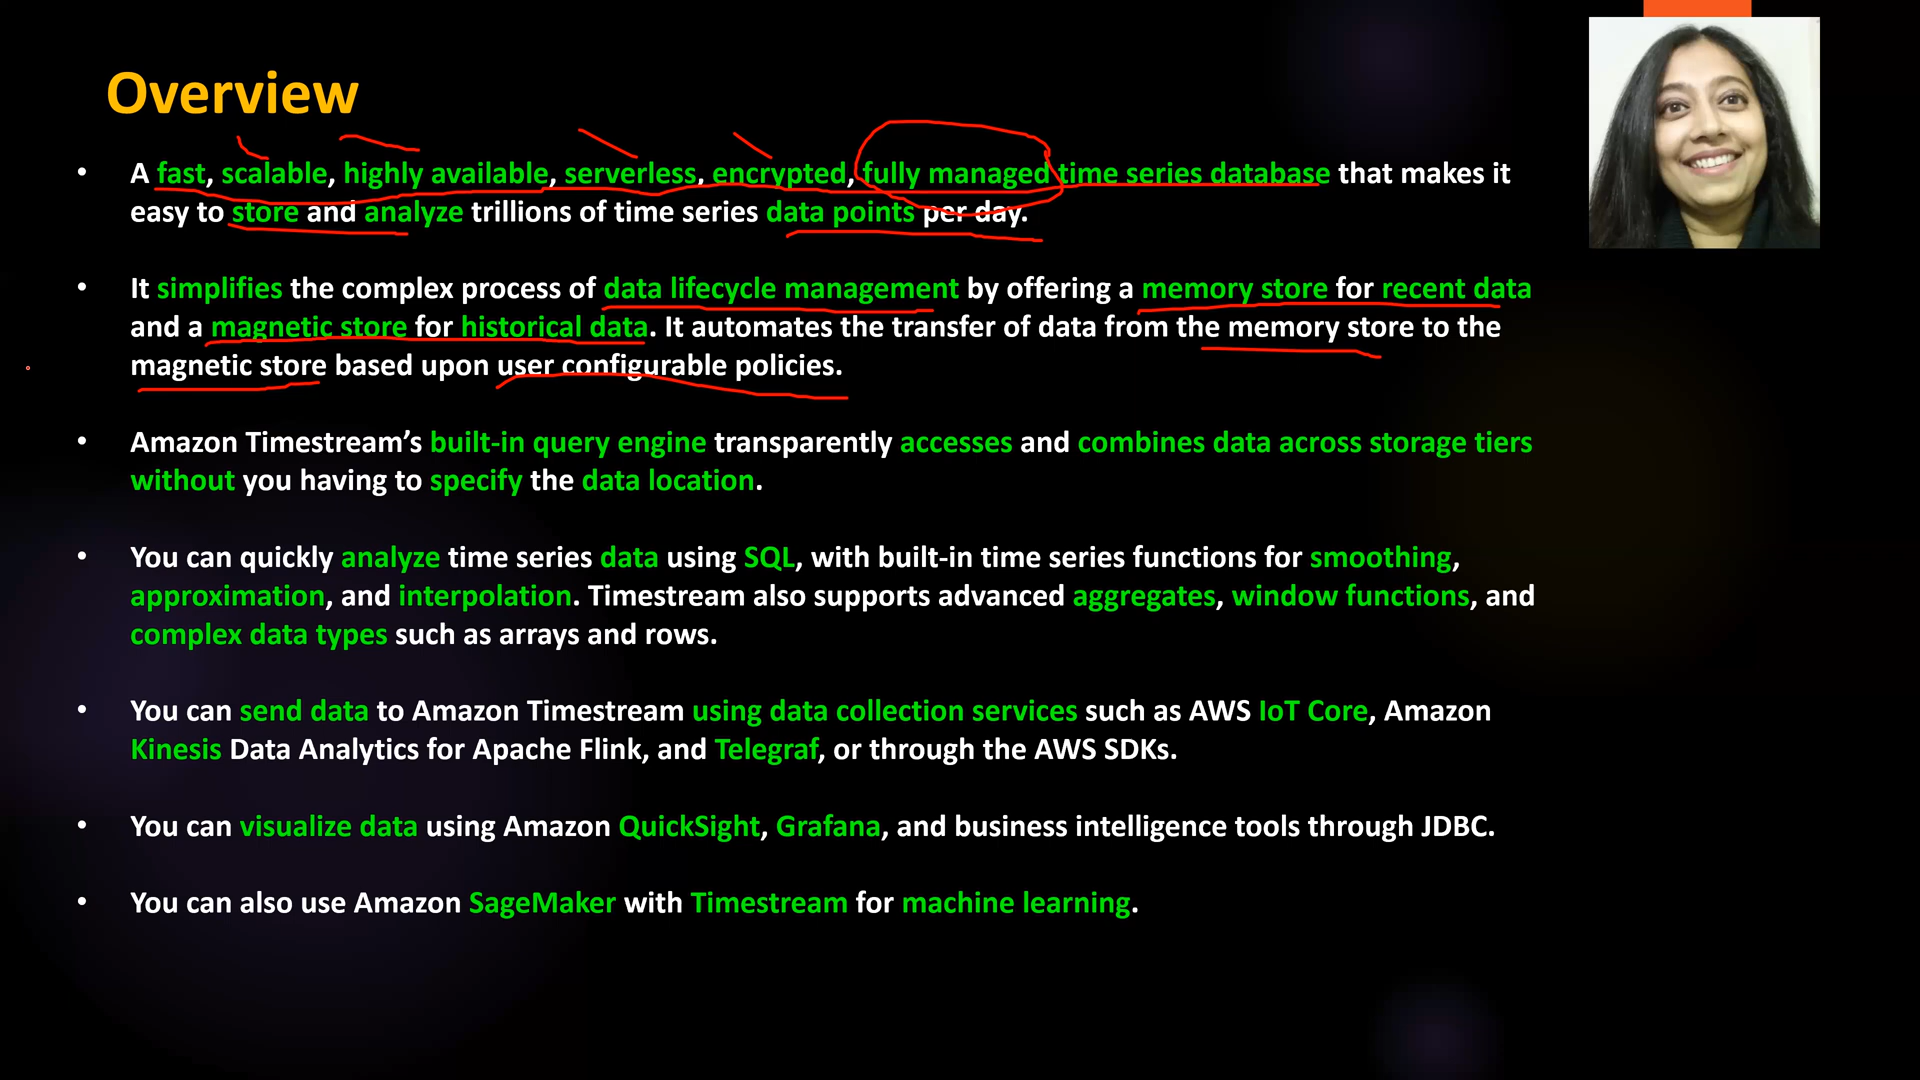 Overview
• A fast, scalable, highly available, serverless, encrypted, fully managed time series database that makes it
easy to store and analyze trillions of time series data points per day.
• It simplifies the complex process of data lifecycle management by offering a memory store for recent data
and a magnetic store for historical data. It automates the transfer of data from the memory store to the
magnetic store based upon user configurable policies.
• Amazon Timestream’s built-in query engine transparently accesses and combines data across storage tiers
without you having to specify the data location.
• You can quickly analyze time series data using SQL, with built-in time series functions for smoothing,
approximation, and interpolation. Timestream also supports advanced aggregates, window functions, and
complex data types such as arrays and rows.
• You can send data to Amazon Timestream using data collection services such as AWS IoT Core, Amazon
Kinesis Data Analytics for Apache Flink, and Telegraf, or through the AWS SDKs.
• You can visualize data using Amazon QuickSight, Grafana, and business intelligence tools through JDBC.
• You can also use Amazon SageMaker with Timestream for machine learning.